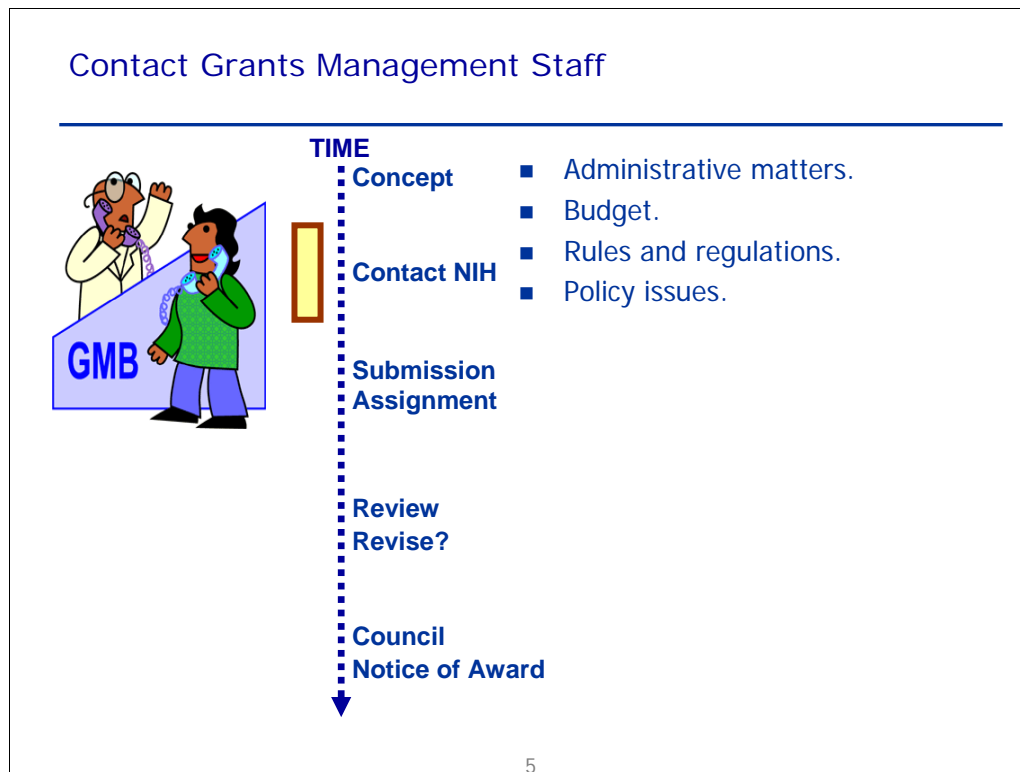 Contact Grants Management Staff
GMB
TIME
Concept
Contact NIH
Submission
Assignment
Review
Revise?
Council
Notice of Award
Administrative matters.
Budget.
Rules and regulations.
Policy issues.
5